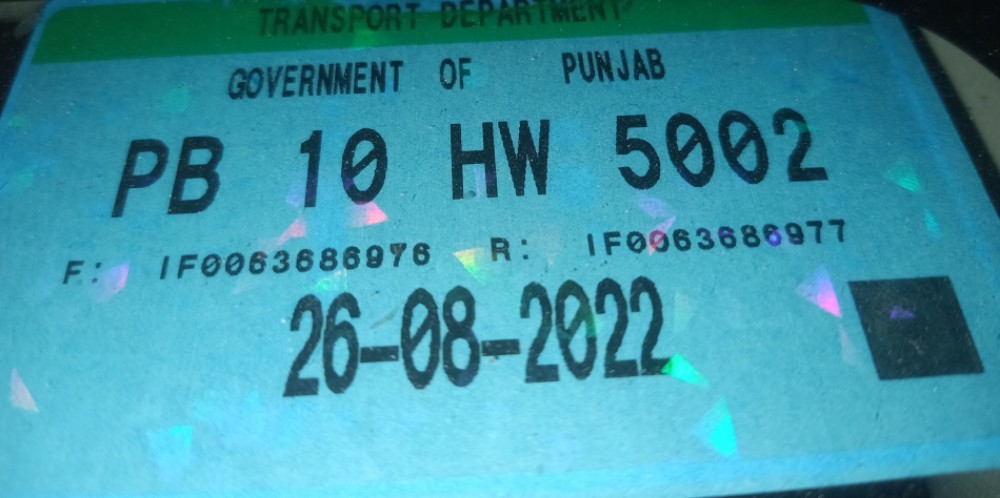 TRANSPORT DEPARTMENT
GOVERNMENT OF PUNJAB
PB 10 HW 5002
F: IF0063686976 R: IF0063686977
26-08-2022